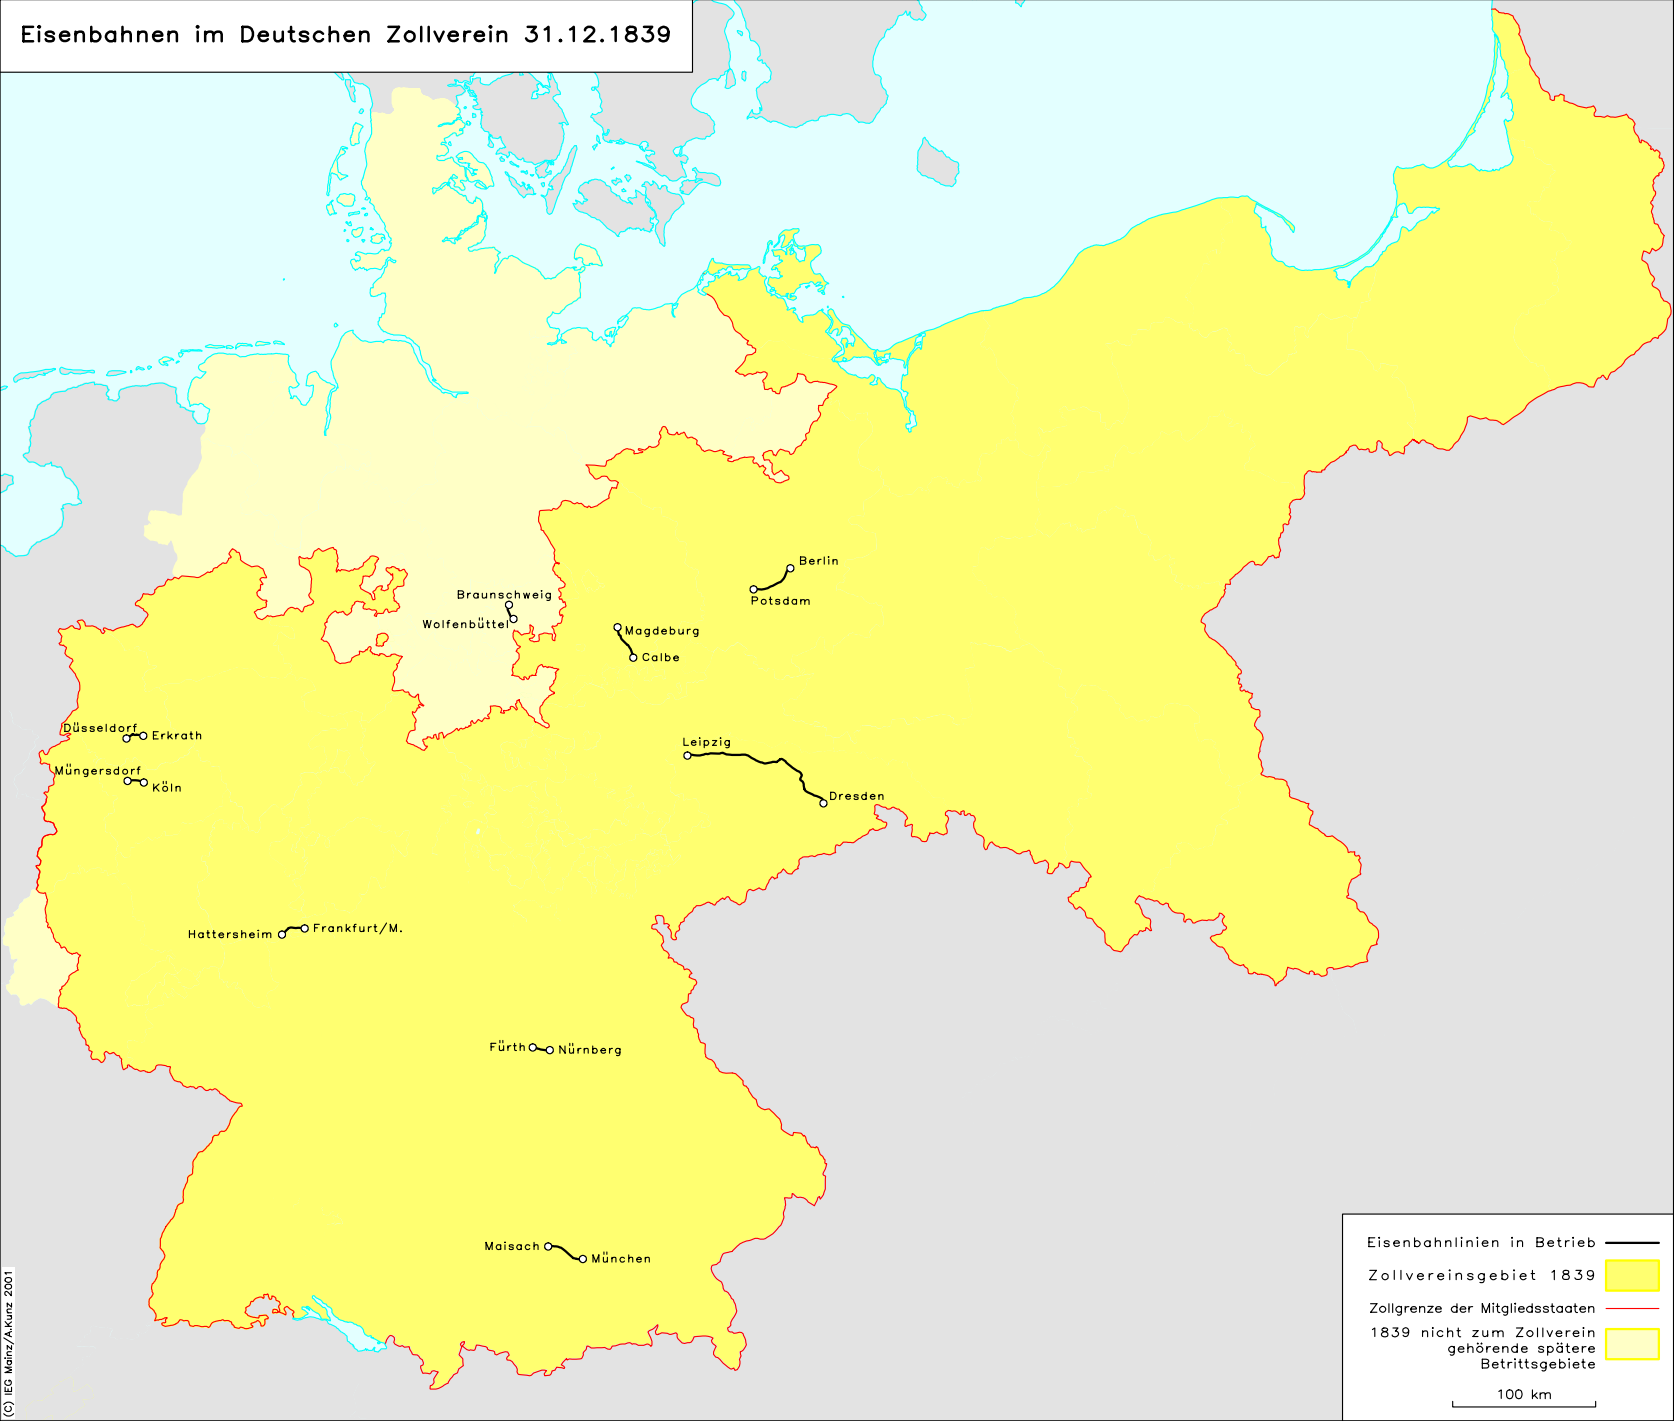 Eisenbahnen im Deutschen Zollverein 31.12.1839
Berlin
Potsdam
Braunschweig
Wolfenbüttel
Magdeburg
Calbe
Düsseldorf
Erkrath
Müngersdorf
Köln
Leipzig
Dresden
Hattersheim
Frankfurt/M.
Fürth
Nürnberg
Maisach
München
Eisenbahnlinien in Betrieb
Zollvereinsgebiet 1839
Zollgrenze der Mitgliedsstaaten
1839 nicht zum Zollverein
gehörende spätere
Betrittsgebiete
100 km
(C) IEG Mainz/A.Kunz 2001